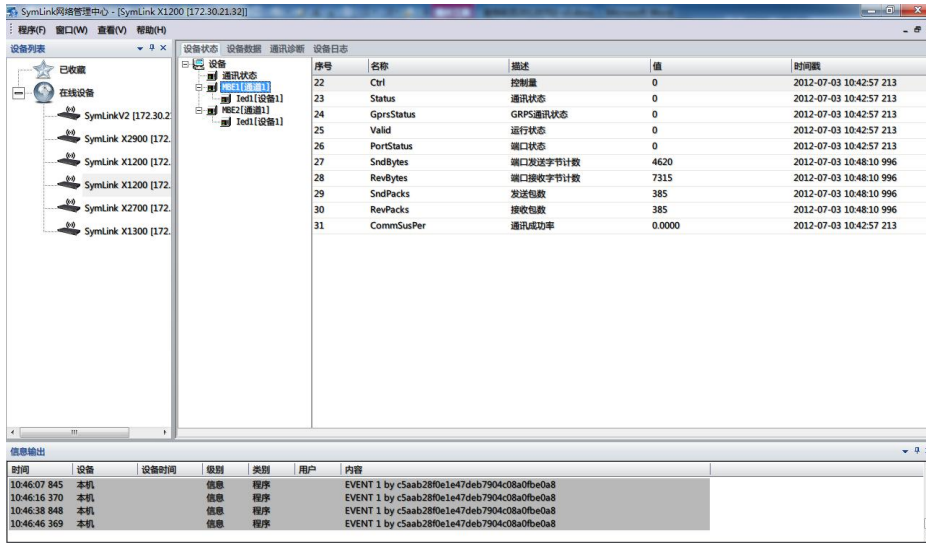 SymLink网络管理中心 - [SymLink X1200 [172.30.21.32]]
程序(F) 窗口(W) 查看(V) 帮助(H)
设备列表
已收藏
在线设备
SymLinkV2 [172.30.2
SymLink X2900 [172.
SymLink X1200 [172.
SymLink X1200 [172.
SymLink X2700 [172.
SymLink X1300 [172.
设备状态 设备数据 通讯诊断 设备日志
设备
通讯状态
MBE1[通道1]
Ied1[设备1]
MBE2[通道1]
Ied1[设备1]
序号 名称 描述 值 时间戳
22 Ctrl 控制量 0 2012-07-03 10:42:57 213
23 Status 通讯状态 0 2012-07-03 10:42:57 213
24 GprsStatus GRPS通讯状态 0 2012-07-03 10:42:57 213
25 Valid 运行状态 0 2012-07-03 10:42:57 213
26 PortStatus 端口状态 0 2012-07-03 10:42:57 213
27 SndBytes 端口发送字节计数 4620 2012-07-03 10:48:10 996
28 RevBytes 端口接收字节计数 7315 2012-07-03 10:48:10 996
29 SndPacks 发送包数 385 2012-07-03 10:48:10 996
30 RevPacks 接收包数 385 2012-07-03 10:48:10 996
31 CommSusPer 通讯成功率 0.0000 2012-07-03 10:42:57 213
信息输出
时间 设备 设备时间 级别 类别 用户 内容
10:46:07 845 本机 信息 程序 EVENT 1 by c5aab28f0e1e47deb7904c08a0fbe0a8
10:46:16 370 本机 信息 程序 EVENT 1 by c5aab28f0e1e47deb7904c08a0fbe0a8
10:46:38 848 本机 信息 程序 EVENT 1 by c5aab28f0e1e47deb7904c08a0fbe0a8
10:46:46 369 本机 信息 程序 EVENT 1 by c5aab28f0e1e47deb7904c08a0fbe0a8